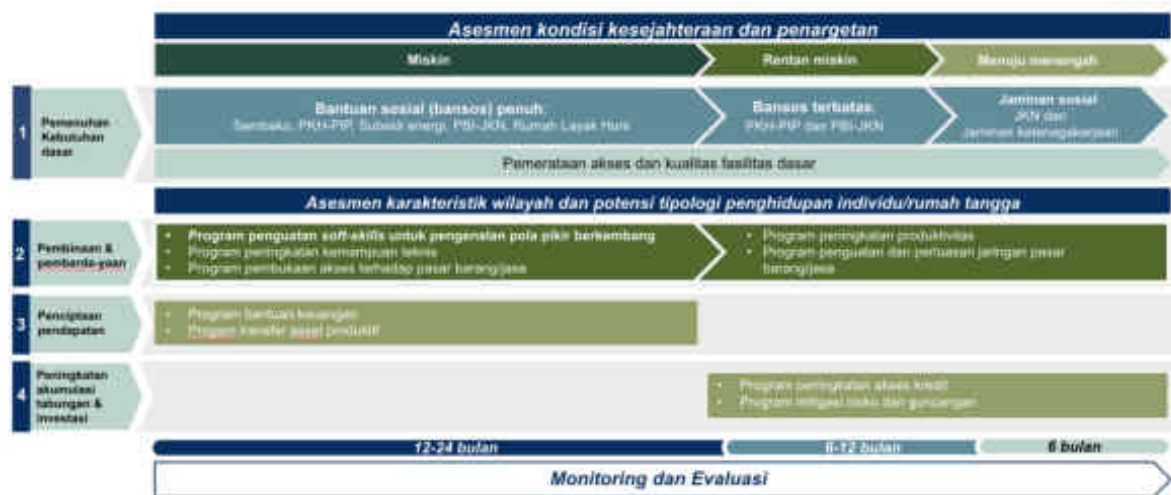 Asesmen kondisi kesejahteraan dan penargetan
Miskin
Rentan miskin
Menuju menengah
1
Pemenuhan
Kebutuhan
dasar
Bantuan sosial (bansos) penuh:
Sembako, PKH-PIP, Subsidi energi, PBI-JKN, Rumah Layak Huni
Bansos terbatas:
PKH-PIP dan PBI-JKN
Jaminan sosial
JKN dan
Jaminan ketenagakerjaan
Pemerataan akses dan kualitas fasilitas dasar
Asesmen karakteristik wilayah dan potensi tipologi penghidupan individu/rumah tangga
2
Pembinaan &
pemberda-yaan
• Program penguatan soft-skills untuk pengenalan pola pikir berkembang
• Program peningkatan kemampuan teknis
• Program pembukaan akses terhadap pasar barang/jasa
• Program peningkatan produktivitas
• Program penguatan dan perluasan jaringan pasar
barang/jasa
3
Penciptaan
pendapatan
• Program bantuan keuangan
• Program transfer asset produktif
4
Peningkatan
akumulasi
tabungan &
investasi
• Program peningkatan akses kredit
• Program mitigasi risiko dan guncangan
12-24 bulan
6-12 bulan
6 bulan
Monitoring dan Evaluasi